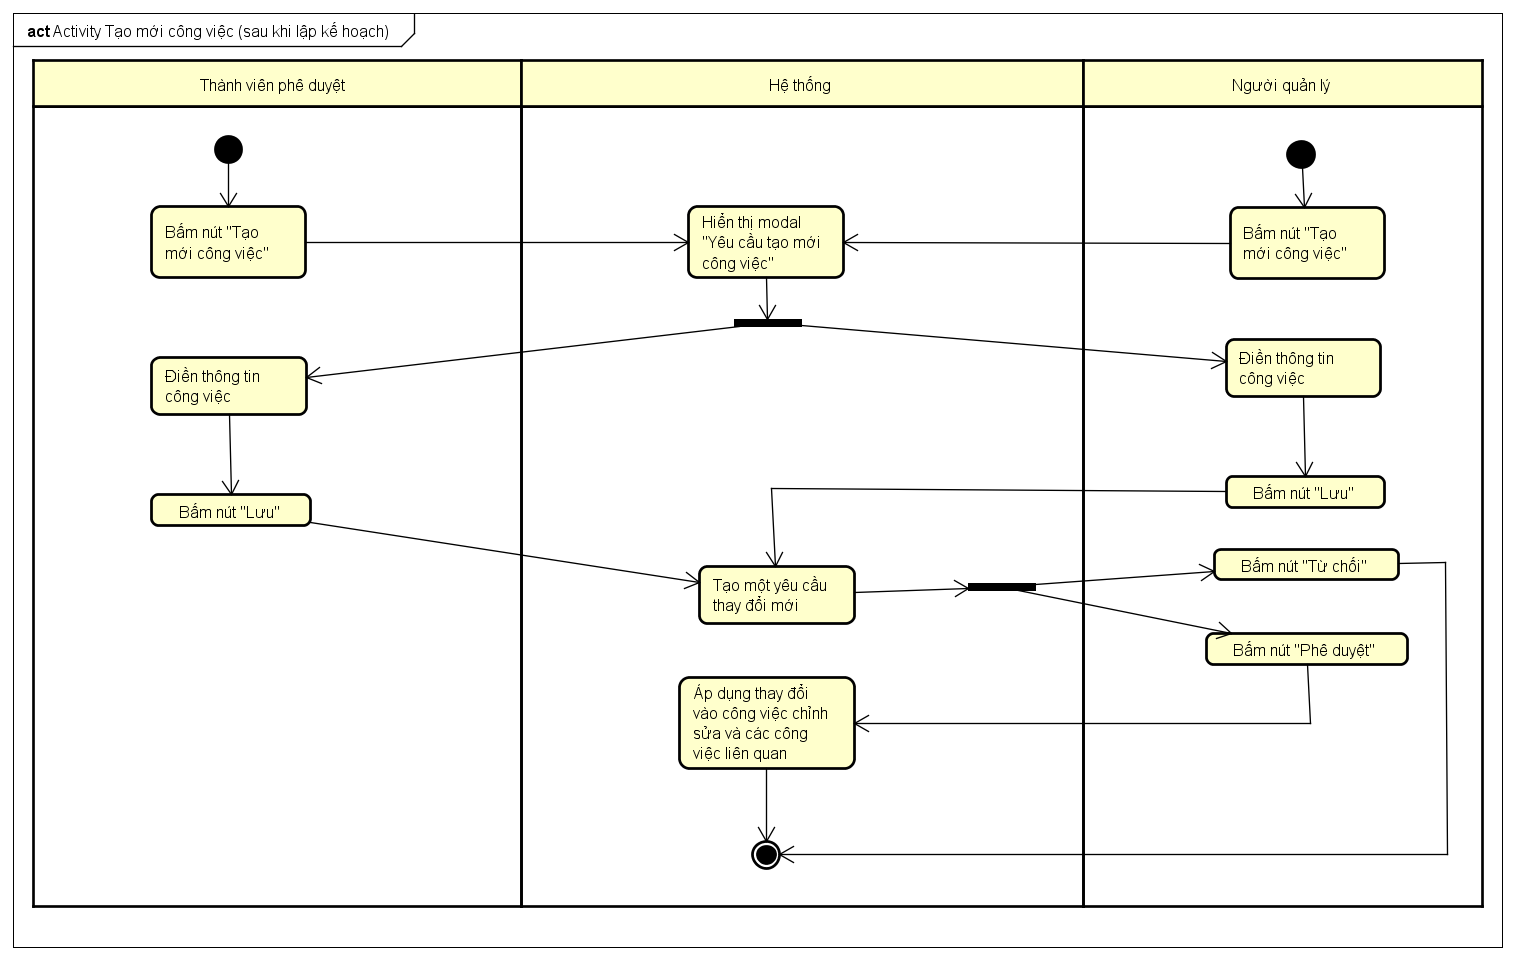 act Activity Tạo mới công việc (sau khi lập kế hoạch)
Thành viên phê duyệt
Hệ thống
Người quản lý
Bấm nút "Tạo
mới công việc"
Hiển thị modal
"Yêu cầu tạo mới
công việc"
Bấm nút "Tạo
mới công việc"
Điền thông tin
công việc
Điền thông tin
công việc
Bấm nút "Lưu"
Bấm nút "Lưu"
Tạo một yêu cầu
thay đổi mới
Bấm nút "Từ chối"
Bấm nút "Phê duyệt"
Áp dụng thay đổi
vào công việc chỉnh
sửa và các công
việc liên quan